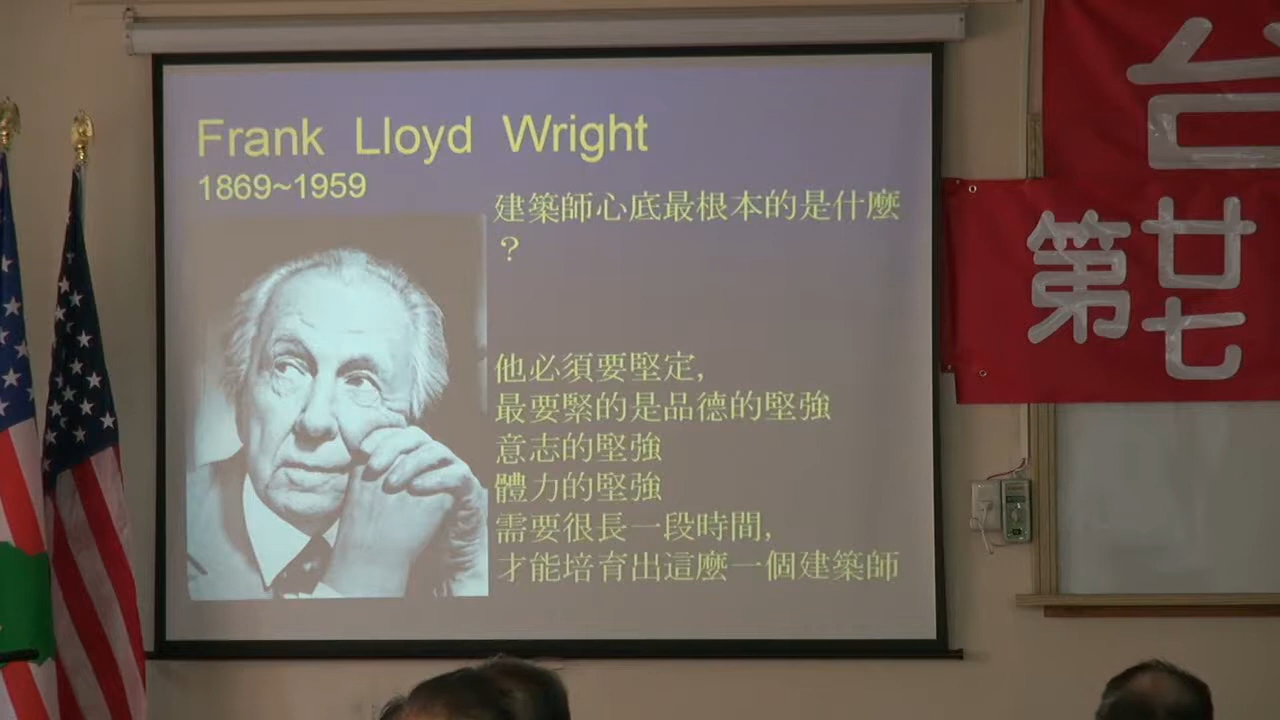 Frank Lloyd Wright
1869~1959
建築師心底最根本的是什麼
?
他必須要堅定,
最要緊的是品德的堅強
意志的堅強
體力的堅強
需要很長一段時間,
才能培育出這麼一個建築師
台
第廿七